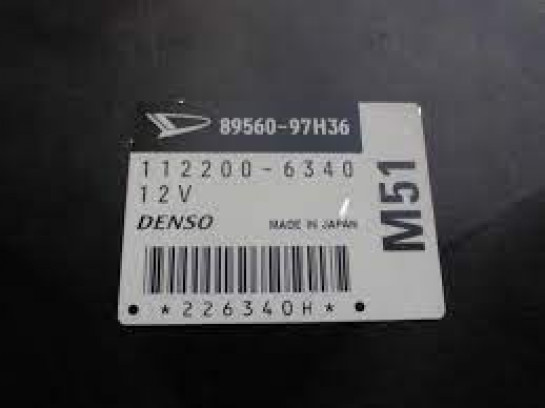 89560-97H36
112200-6340
12V
DENSO MADE IN JAPAN
*226340H*
M51